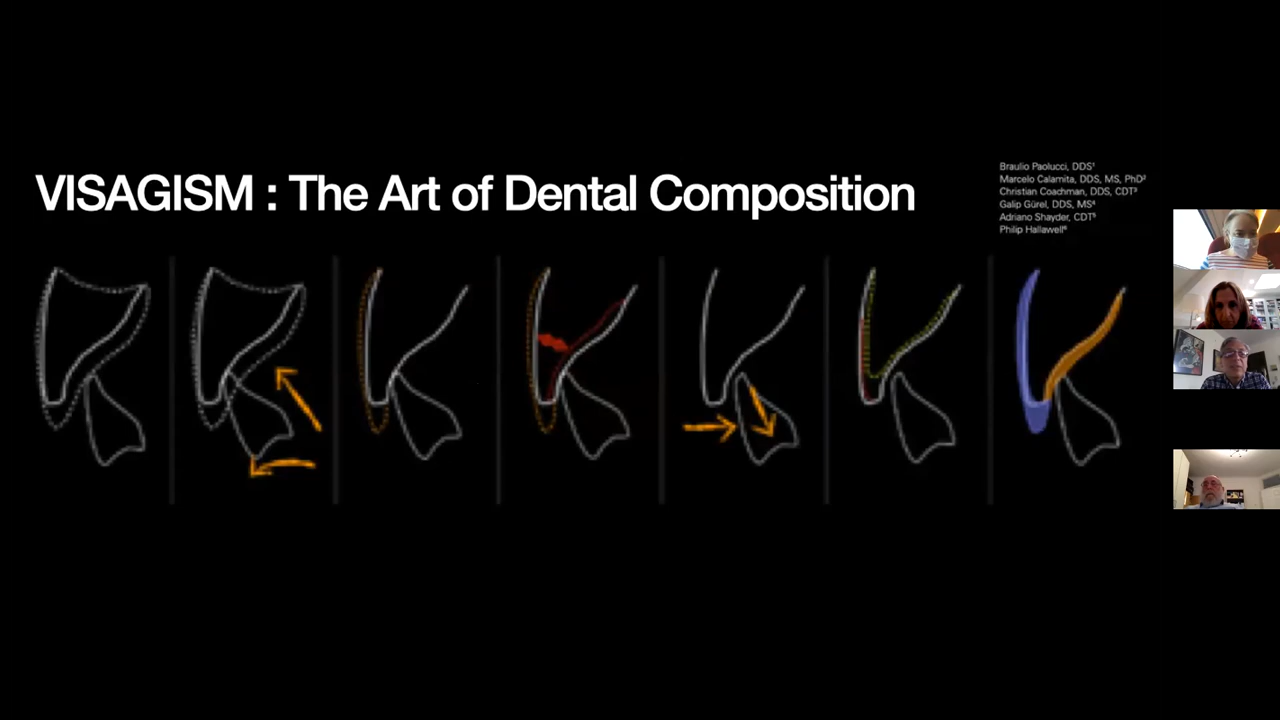 VISAGISM : The Art of Dental Composition
Braulio Paolucci, DDS¹
Marcelo Calamita, DDS, MS, PhD²
Christian Coachman, DDS, CDT³
Galip Gürel, DDS, MS⁴
Adriano Shayder, CDT⁵
Philip Hallawell⁶